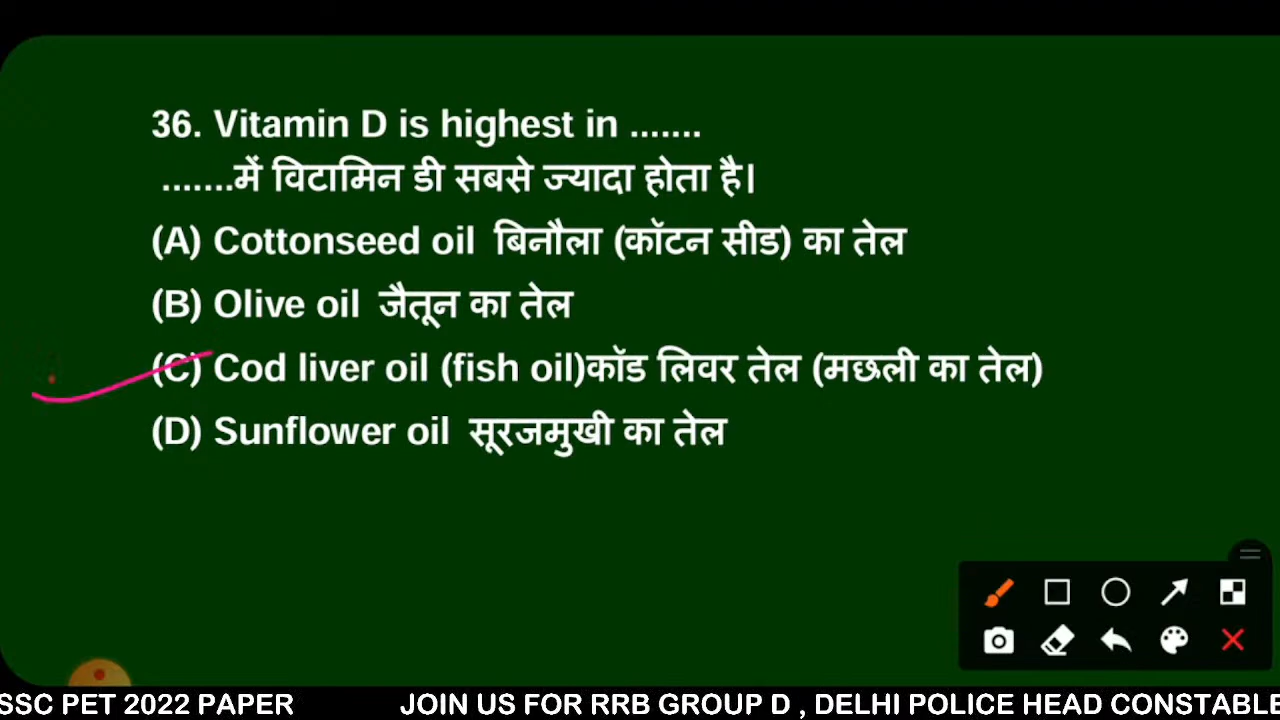 36. Vitamin D is highest in .......
.......में विटामिन डी सबसे ज्यादा होता है।
(A) Cottonseed oil बिनौला (कॉटन सीड) का तेल
(B) Olive oil जैतून का तेल
(C) Cod liver oil (fish oil)कॉड लिवर तेल (मछली का तेल)
(D) Sunflower oil सूरजमुखी का तेल
SSC PET 2022 PAPER JOIN US FOR RRB GROUP D , DELHI POLICE HEAD CONSTABLE